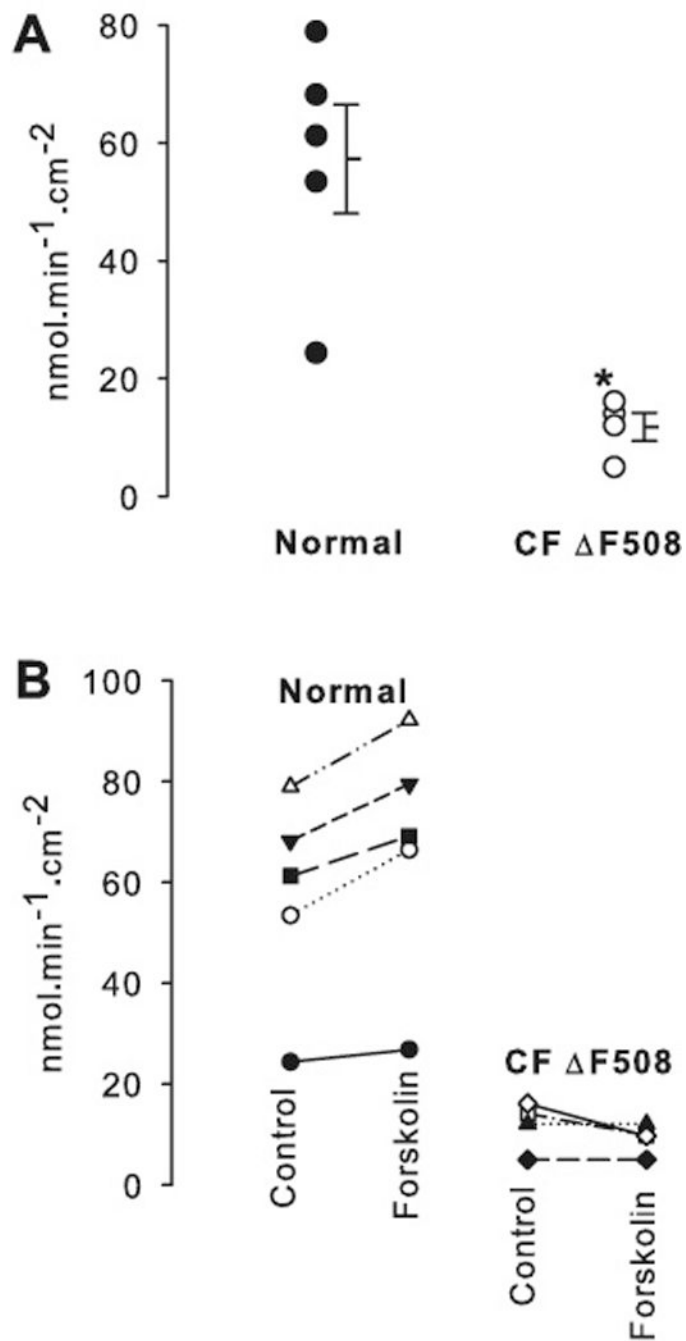 A
nmol.min-1.cm-2
80
60
40
20
0
*
Normal
CF ΔF508
B
nmol.min-1.cm-2
100
80
60
40
20
0
Normal
CF ΔF508
Control
Forskolin
Control
Forskolin